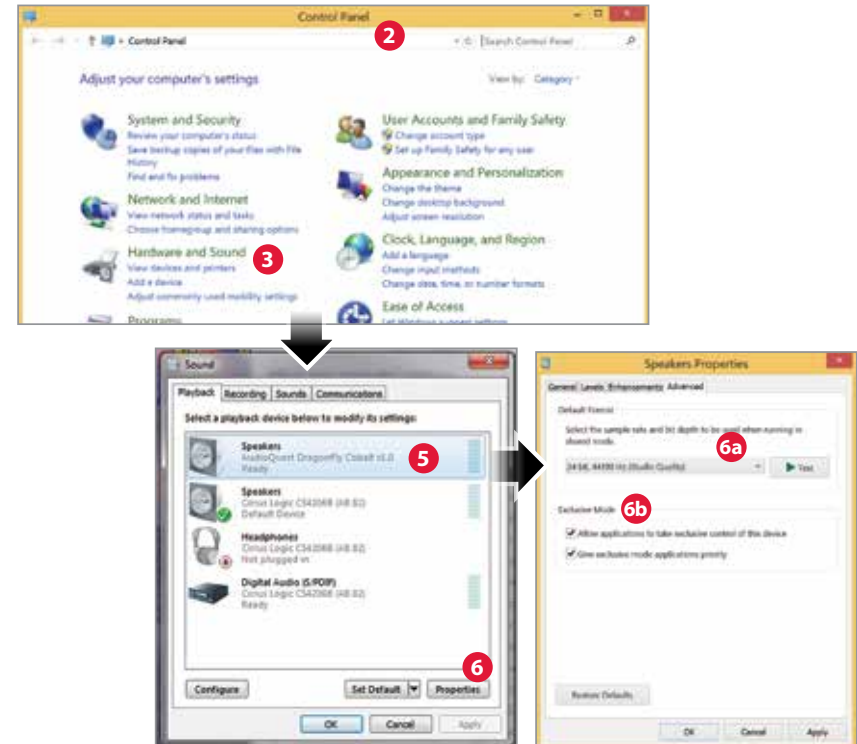 Control Panel
2
Control Panel
Search Control Panel
Adjust your computer's settings
View by: Category
System and Security
Review your computer's status
Save backup copies of your files with File
History
Find and fix problems
Network and Internet
View network status and tasks
Choose homegroup and sharing options
Hardware and Sound
3
View devices and printers
Add a device
Adjust commonly used mobility settings
Programs
User Accounts and Family Safety
Change account type
Set up Family Safety for any user
Appearance and Personalization
Change the theme
Change desktop background
Adjust screen resolution
Clock, Language, and Region
Add a language
Change input methods
Change date, time, or number formats
Ease of Access
Let Windows suggest settings
Sound
Playback Recording Sounds Communications
Select a playback device below to modify its settings:
Speakers
AudioQuest DragonFly Cobalt v1.0
Ready
5
Speakers
Cirrus Logic CS4206B (AB 82)
Default Device
Headphones
Cirrus Logic CS4206B (AB 82)
Not plugged in
Digital Audio (S/PDIF)
Cirrus Logic CS4206B (AB 82)
Ready
6
Configure Set Default Properties
OK Cancel Apply
Speakers Properties
General Levels Enhancements Advanced
Default Format
Select the sample rate and bit depth to be used when running in
shared mode.
6a
24 bit, 44100 Hz (Studio Quality)
Test
Exclusive Mode
6b
Allow applications to take exclusive control of this device
Give exclusive mode applications priority
Restore Defaults
OK Cancel Apply